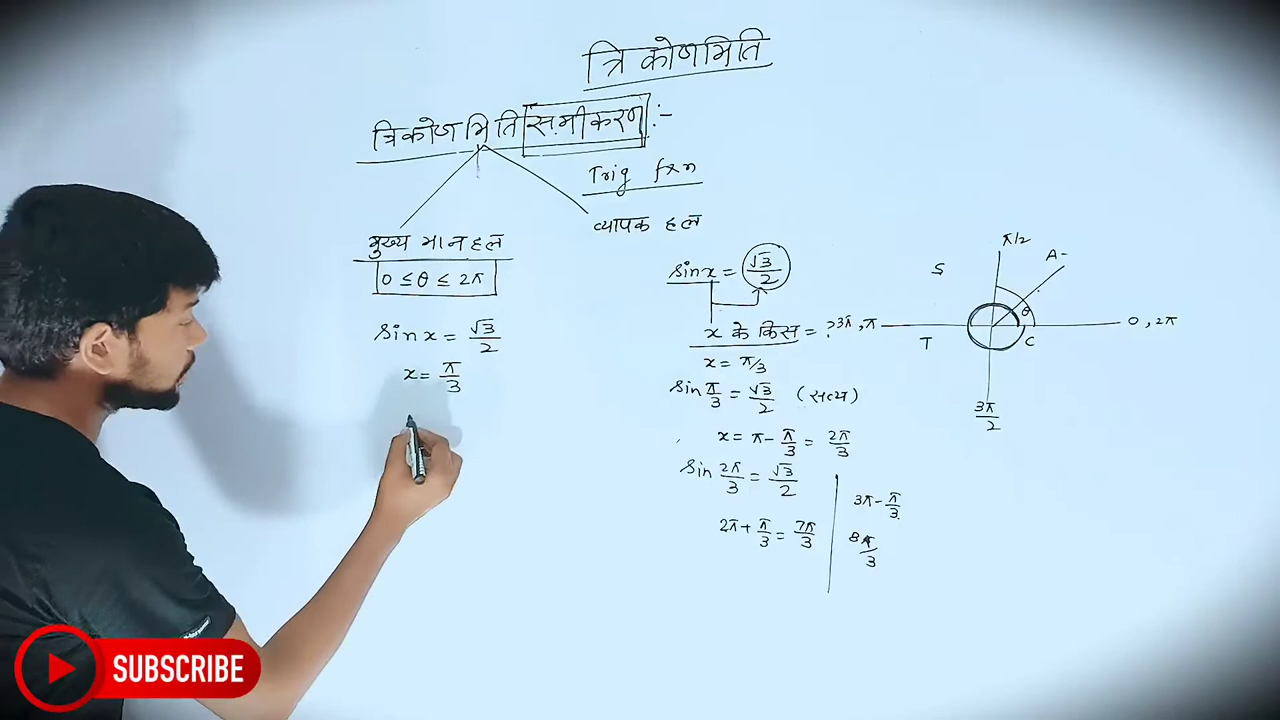 त्रिकोणमिति
त्रिकोणमिति समीकरण :-
Trig fxn
मुख्य मान हल
व्यापक हल
0 ≤ θ ≤ 2π
sin x = √3/2
x = π/3
sin x = √3/2
x के किस = ?
x = π/3
sin π/3 = √3/2 (सत्य)
x = π - π/3 = 2π/3
sin 2π/3 = √3/2
2π + π/3 = 7π/3
3π - π/3
8π/3
π/2
S
A-
θ
3π, π
0, 2π
T
C
3π/2
SUBSCRIBE